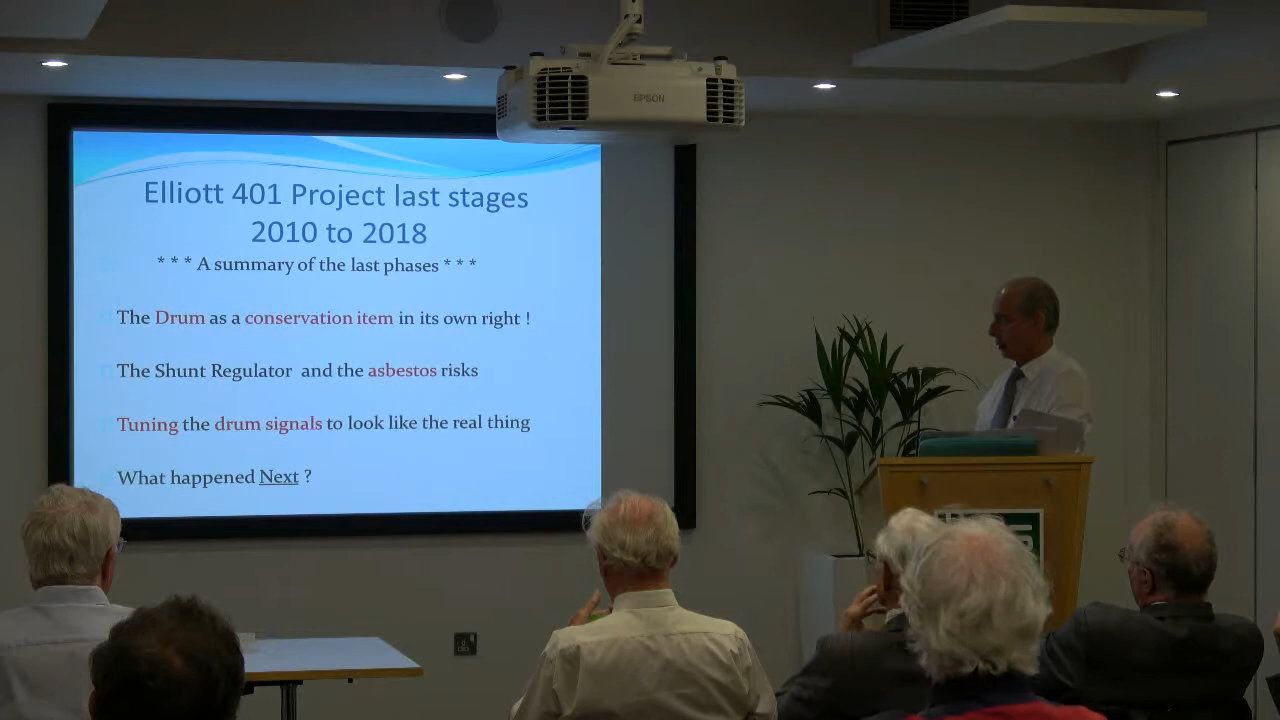 EPSON
Elliott 401 Project last stages
2010 to 2018
* * * A summary of the last phases * * *
The Drum as a conservation item in its own right !
The Shunt Regulator and the asbestos risks
Tuning the drum signals to look like the real thing
What happened Next ?